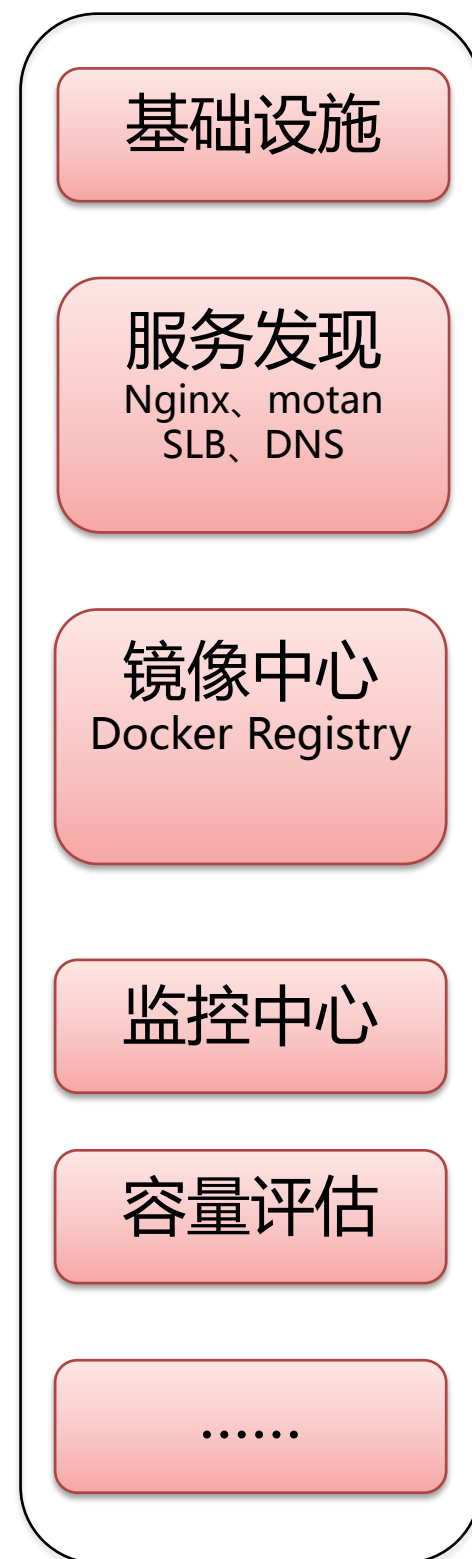 基础设施
服务发现
Nginx、motan
SLB、DNS
镜像中心
Docker Registry
监控中心
容量评估
……